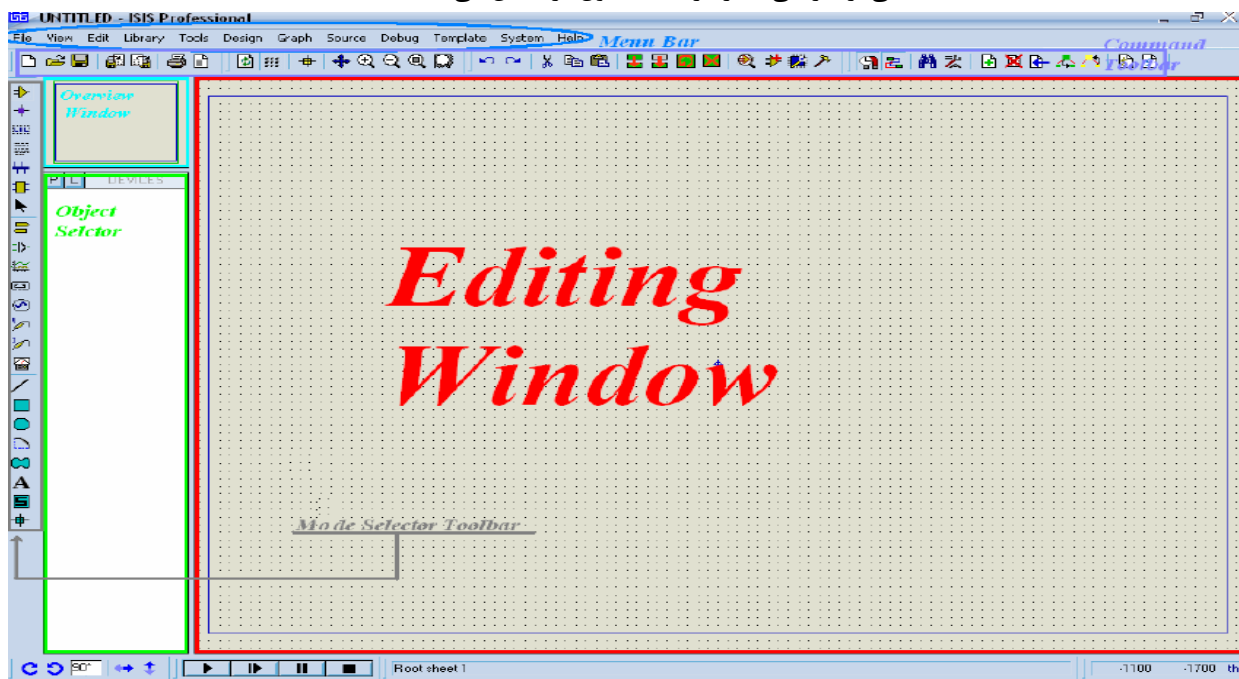 UNTITLED - ISIS Professional
File View Edit Library Tools Design Graph Source Debug Template System Help
Menu Bar
Command
Toolbar
Overview
Window
P L DEVICES
Object
Selctor
Editing
Window
Mode Selector Toolbar
A
90°
Root sheet 1
-1100 -1700 th